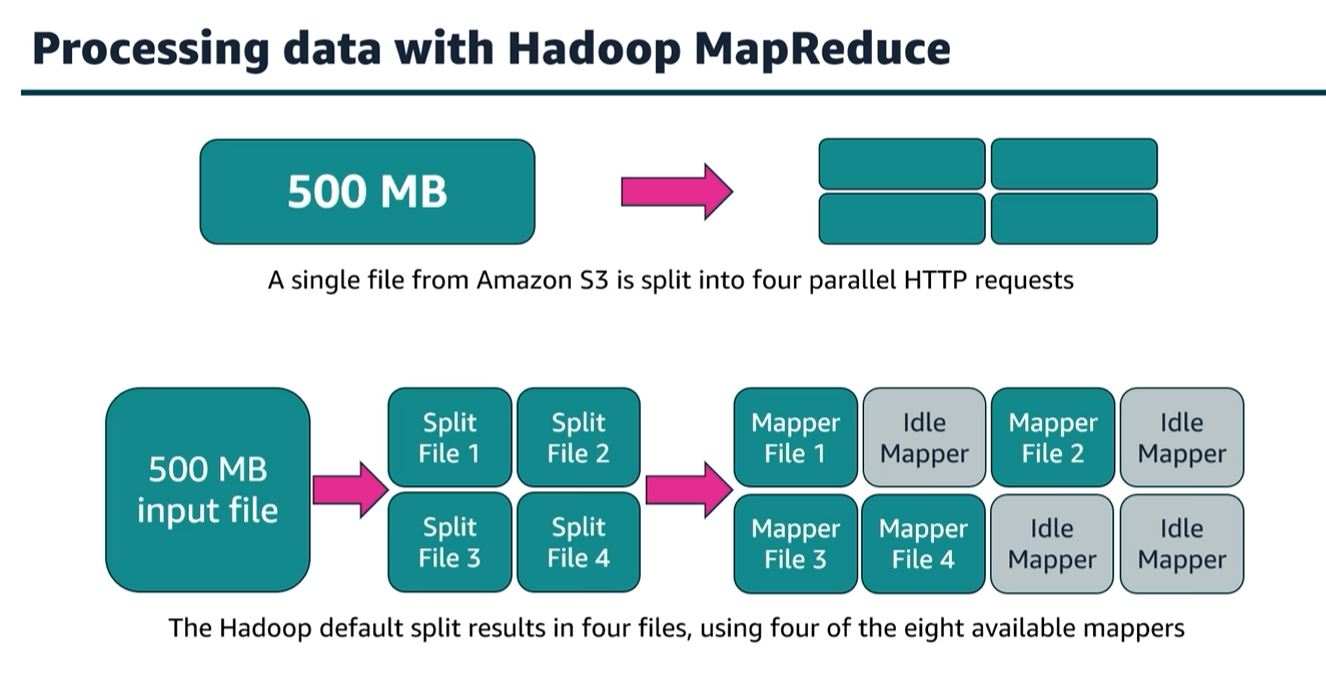 Processing data with Hadoop MapReduce
500 MB
A single file from Amazon S3 is split into four parallel HTTP requests
500 MB
input file
Split
File 1
Split
File 2
Split
File 3
Split
File 4
Mapper
File 1
Idle
Mapper
Mapper
File 2
Idle
Mapper
Mapper
File 3
Mapper
File 4
Idle
Mapper
Idle
Mapper
The Hadoop default split results in four files, using four of the eight available mappers